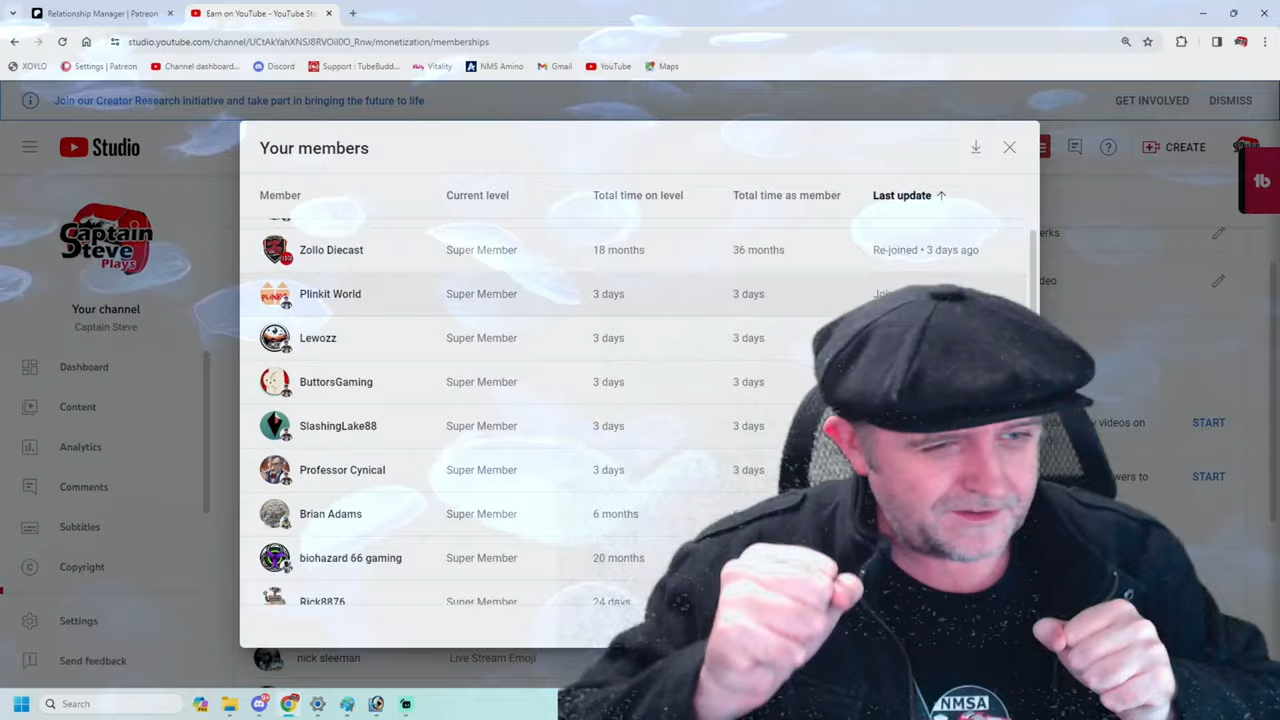 Relationship Manager | Patreon
Earn on YouTube - YouTube St
studio.youtube.com/channel/UCtAkYahXNSJ8RVOil0O_Rnw/monetization/memberships
XOYLO
Settings | Patreon
Channel dashboard...
Discord
Support : TubeBudd...
Vitality
NMS Amino
Gmail
YouTube
Maps
Join our Creator Research initiative and take part in bringing the future to life
GET INVOLVED
DISMISS
Studio
CREATE
Your members
Member
Current level
Total time on level
Total time as member
Last update
Zollo Diecast
Super Member
18 months
36 months
Re-joined • 3 days ago
Plinkit World
Super Member
3 days
3 days
Lewozz
Super Member
3 days
3 days
ButtorsGaming
Super Member
3 days
3 days
SlashingLake88
Super Member
3 days
3 days
Professor Cynical
Super Member
3 days
3 days
Brian Adams
Super Member
6 months
biohazard 66 gaming
Super Member
20 months
Rick8876
Super Member
24 days
nick sleeman
Live Stream Emoji
Captain
Steve
Plays
Your channel
Captain Steve
Dashboard
Content
Analytics
Comments
Subtitles
Copyright
Settings
Send feedback
erks
deo
y videos on
START
wers to
START
tb
NMSA
Search